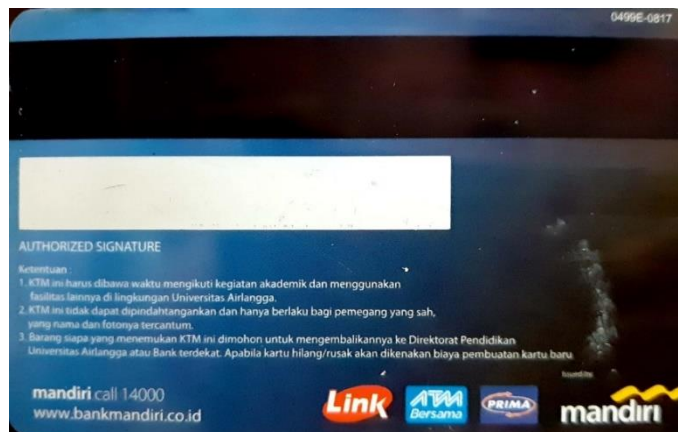 0499E-0817
AUTHORIZED SIGNATURE
Ketentuan :
1. KTM ini harus dibawa waktu mengikuti kegiatan akademik dan menggunakan
fasilitas lainnya di lingkungan Universitas Airlangga.
2. KTM ini tidak dapat dipindahtangankan dan hanya berlaku bagi pemegang yang sah,
yang nama dan fotonya tercantum.
3. Barang siapa yang menemukan KTM ini dimohon untuk mengembalikannya ke Direktorat Pendidikan
Universitas Airlangga atau Bank terdekat. Apabila kartu hilang/rusak akan dikenakan biaya pembuatan kartu baru
mandiri call 14000
www.bankmandiri.co.id
Link
ATM
Bersama
PRIMA
mandiri